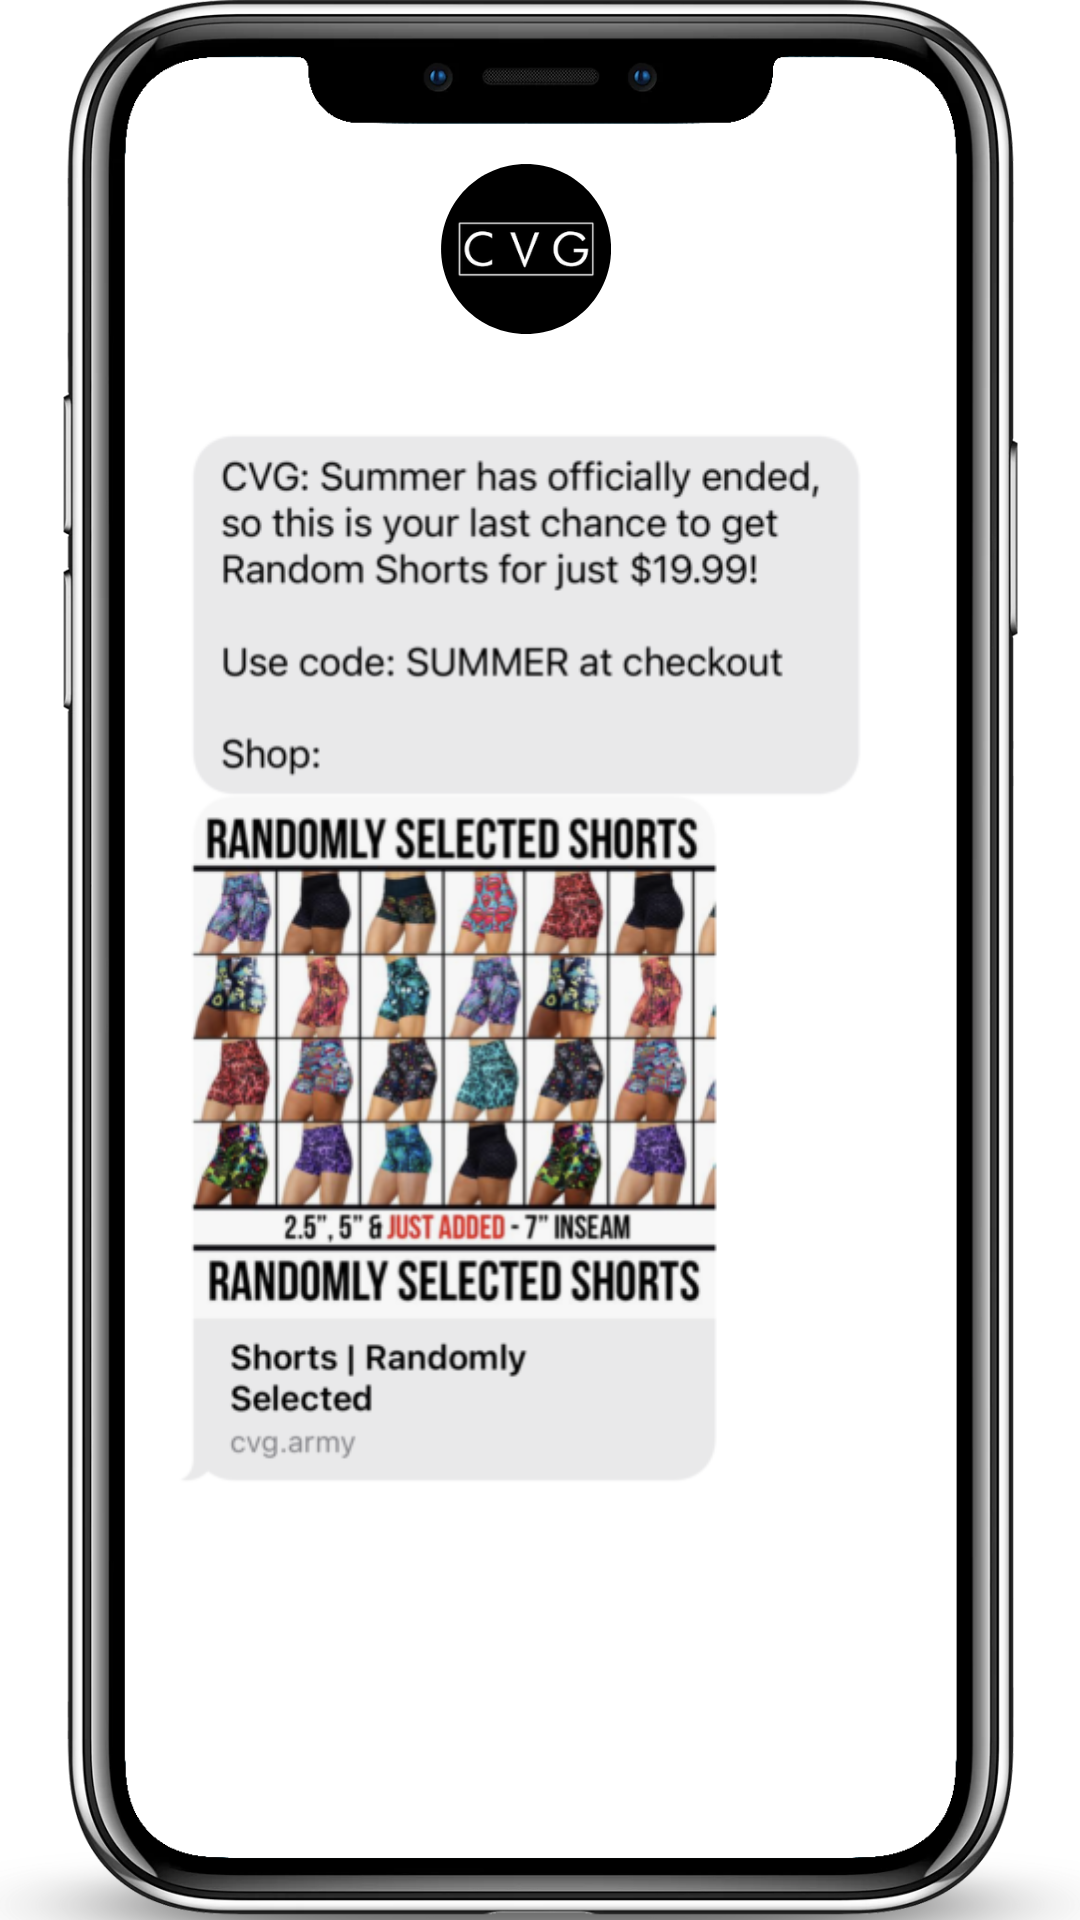 CVG
CVG: Summer has officially ended,
so this is your last chance to get
Random Shorts for just $19.99!
Use code: SUMMER at checkout
Shop:
RANDOMLY SELECTED SHORTS
2.5”, 5” & JUST ADDED - 7” INSEAM
RANDOMLY SELECTED SHORTS
Shorts | Randomly
Selected
cvg.army